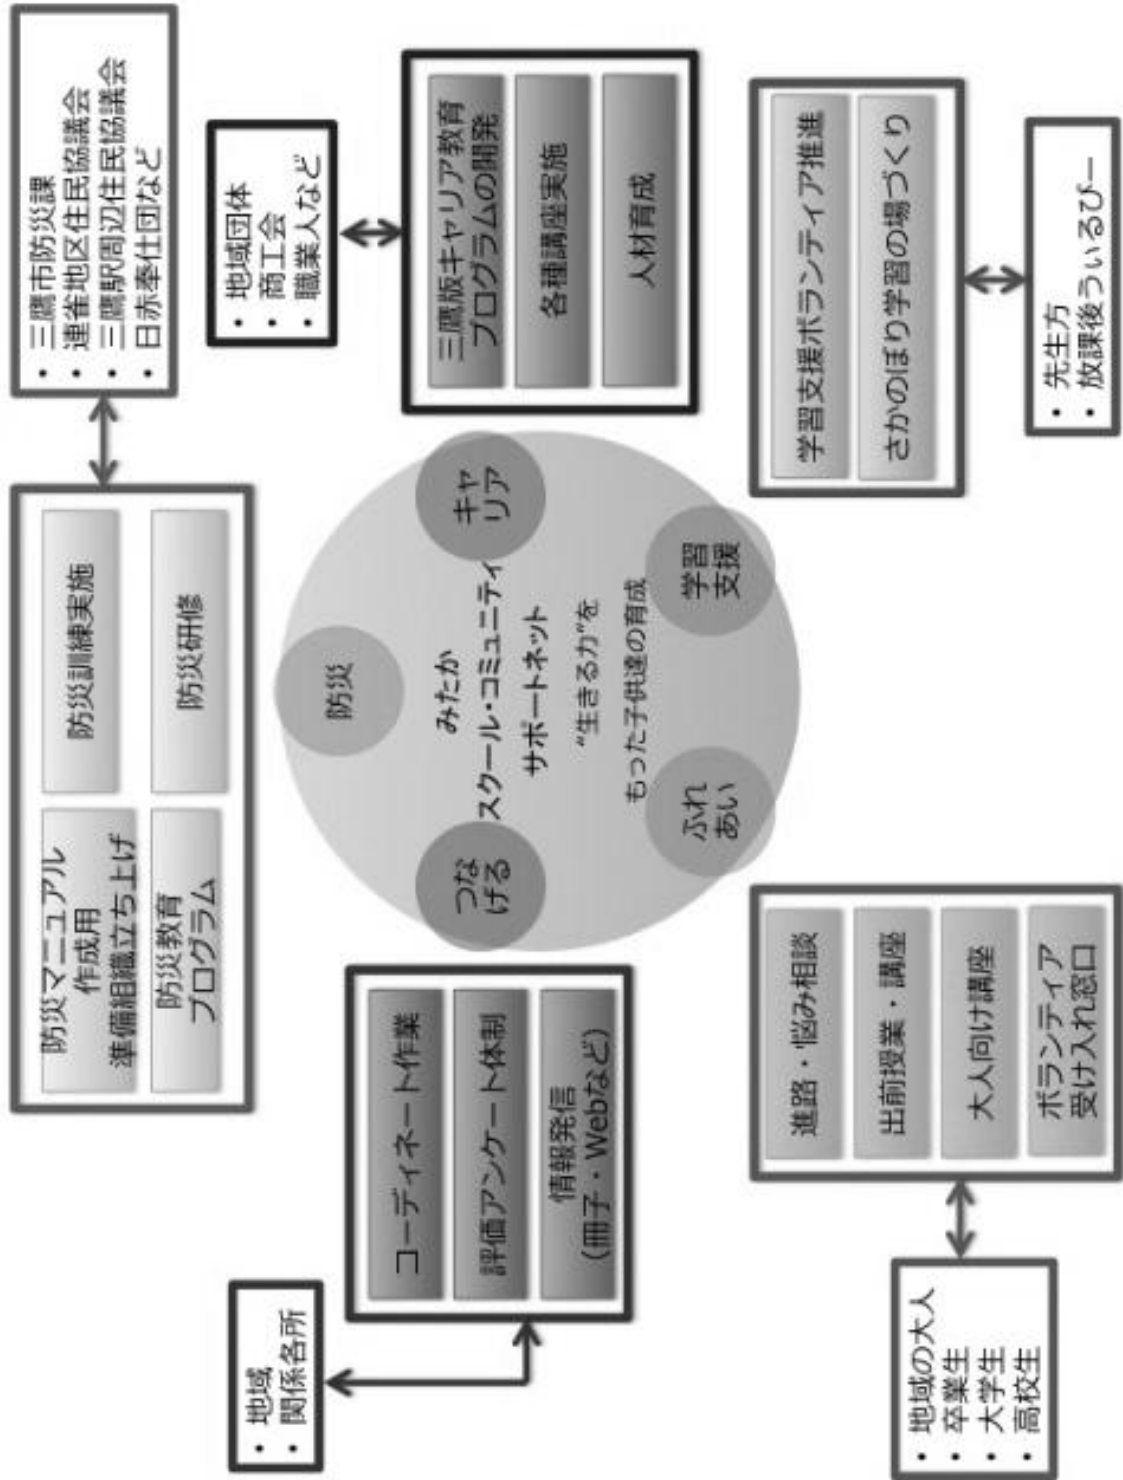 防災マニュアル
作成用
準備組織立ち上げ
防災訓練実施
防災教育
プログラム
防災研修
・三鷹市防災課
・連雀地区住民協議会
・三鷹駅周辺住民協議会
・日赤奉仕団など
・地域
・関係各所
コーディネート作業
評価アンケート体制
情報発信
（冊子・Webなど）
防災
つな
げる
キャ
リア
みたか
スクール・コミュニティ
サポートネット
“生きる力”を
もった子供達の育成
ふれ
あい
学習
支援
・地域団体
・商工会
・職業人など
三鷹版キャリア教育
プログラムの開発
各種講座実施
人材育成
進路・悩み相談
出前授業・講座
大人向け講座
ボランティア
受け入れ窓口
・地域の大人
・卒業生
・大学生
・高校生
学習支援ボランティア推進
さかのぼり学習の場づくり
・先生方
・放課後うぃるびー